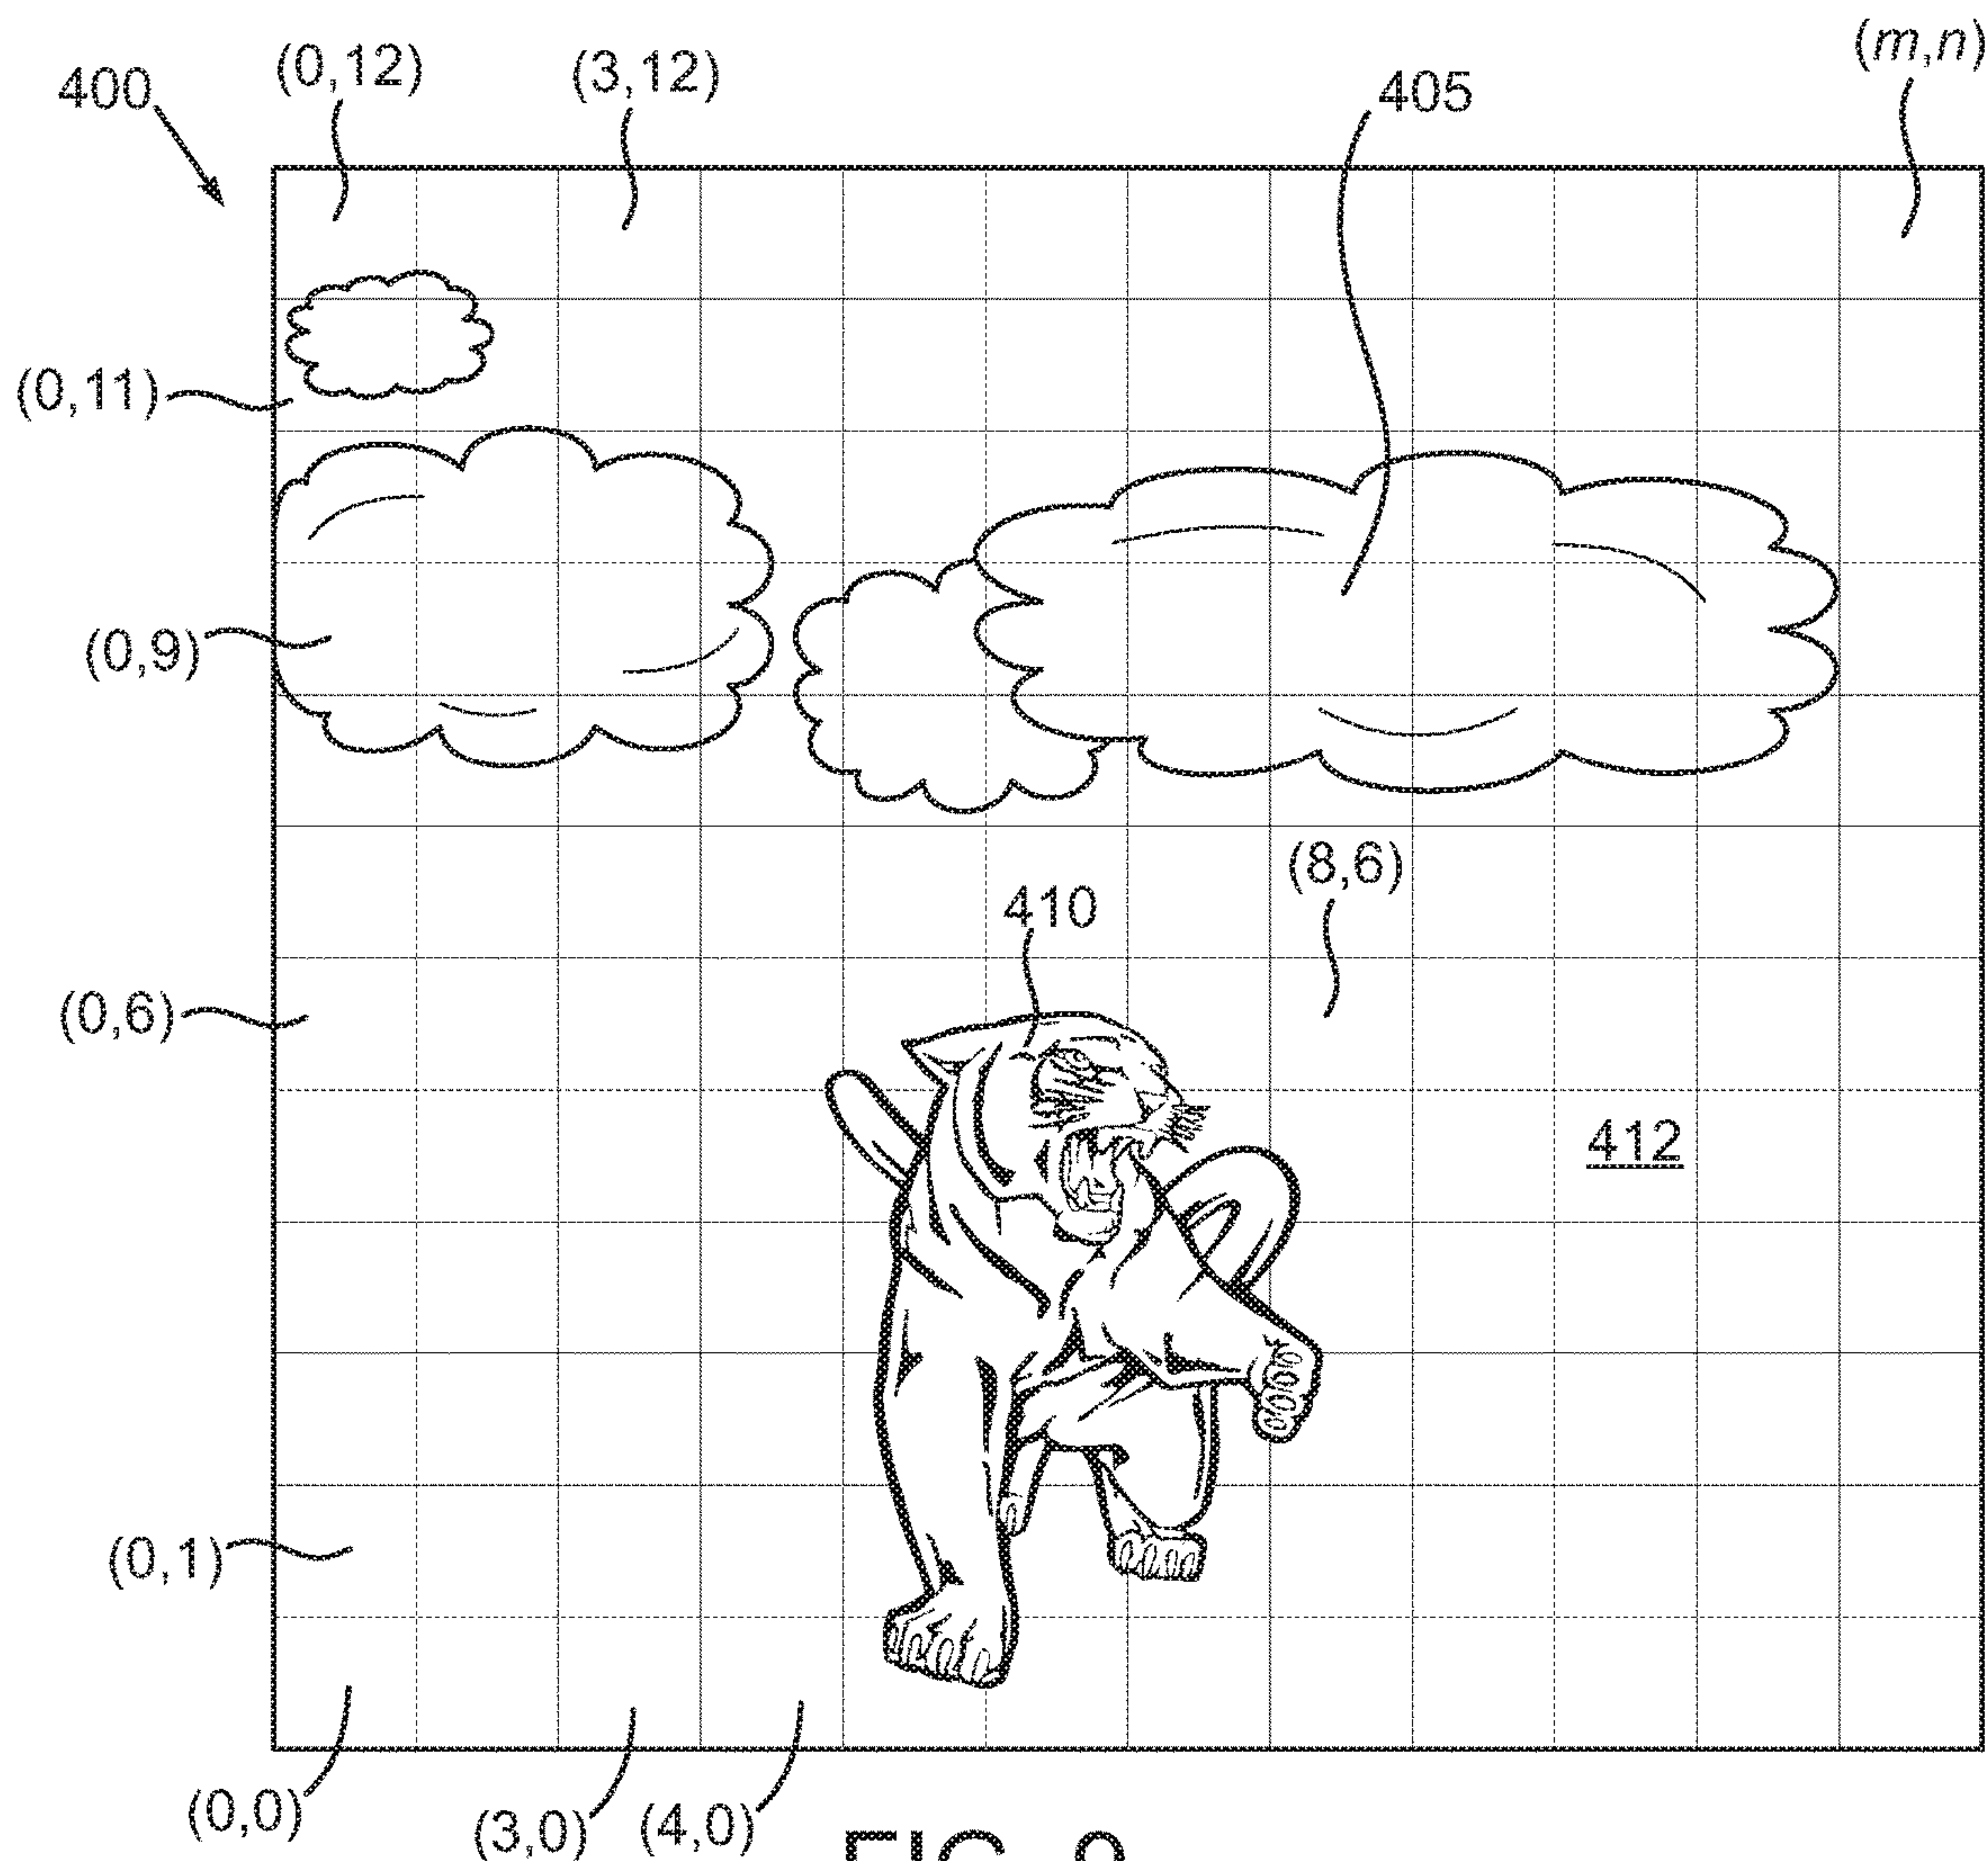 (0,12) (3,12) (m,n)
400 405
(0,11)
(0,9)
(8,6)
410
(0,6)
412
(0,1)
(0,0) (3,0) (4,0)
FIG.